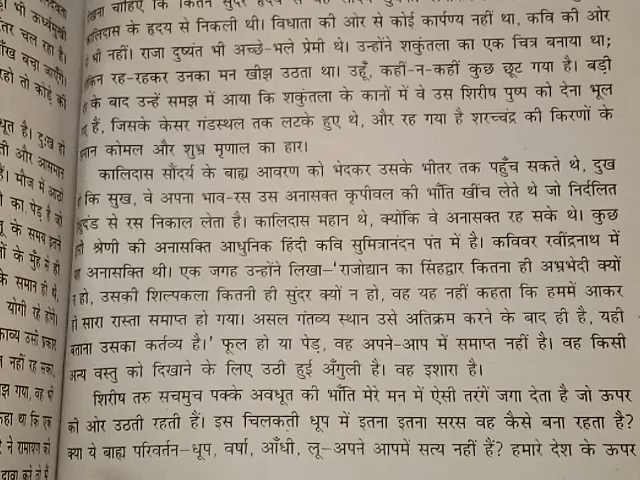 चाहिए कि कितने सुंदर हृदय से
कालिदास के हृदय से निकली थी। विधाता की ओर से कोई कार्पण्य नहीं था, कवि की ओर
भी नहीं। राजा दुष्यंत भी अच्छे-भले प्रेमी थे। उन्होंने शकुंतला का एक चित्र बनाया था;
रह-रहकर उनका मन खीझ उठता था। उहूँ, कहीं-न-कहीं कुछ छूट गया है। बड़ी
के बाद उन्हें समझ में आया कि शकुंतला के कानों में वे उस शिरीष पुष्प को देना भूल
हैं, जिसके केसर गंडस्थल तक लटके हुए थे, और रह गया है शरच्चंद्र की किरणों के
कोमल और शुभ्र मृणाल का हार।
कालिदास सौंदर्य के बाह्य आवरण को भेदकर उसके भीतर तक पहुँच सकते थे, दुख
कि सुख, वे अपना भाव-रस उस अनासक्त कृपीवल की भाँति खींच लेते थे जो निर्दलित
से रस निकाल लेता है। कालिदास महान थे, क्योंकि वे अनासक्त रह सके थे। कुछ
श्रेणी की अनासक्ति आधुनिक हिंदी कवि सुमित्रानंदन पंत में है। कविवर रवींद्रनाथ में
अनासक्ति थी। एक जगह उन्होंने लिखा–'राजोद्यान का सिंहद्वार कितना ही अभ्रभेदी क्यों
न हो, उसकी शिल्पकला कितनी ही सुंदर क्यों न हो, वह यह नहीं कहता कि हममें आकर
ही सारा रास्ता समाप्त हो गया। असल गंतव्य स्थान उसे अतिक्रम करने के बाद ही है, यही
बताना उसका कर्तव्य है।' फूल हो या पेड़, वह अपने-आप में समाप्त नहीं है। वह किसी
अन्य वस्तु को दिखाने के लिए उठी हुई अँगुली है। वह इशारा है।
शिरीष तरु सचमुच पक्के अवधूत की भाँति मेरे मन में ऐसी तरंगें जगा देता है जो ऊपर
की ओर उठती रहती हैं। इस चिलकती धूप में इतना इतना सरस वह कैसे बना रहता है?
क्या ये बाह्य परिवर्तन–धूप, वर्षा, आँधी, लू–अपने आपमें सत्य नहीं हैं? हमारे देश के ऊपर